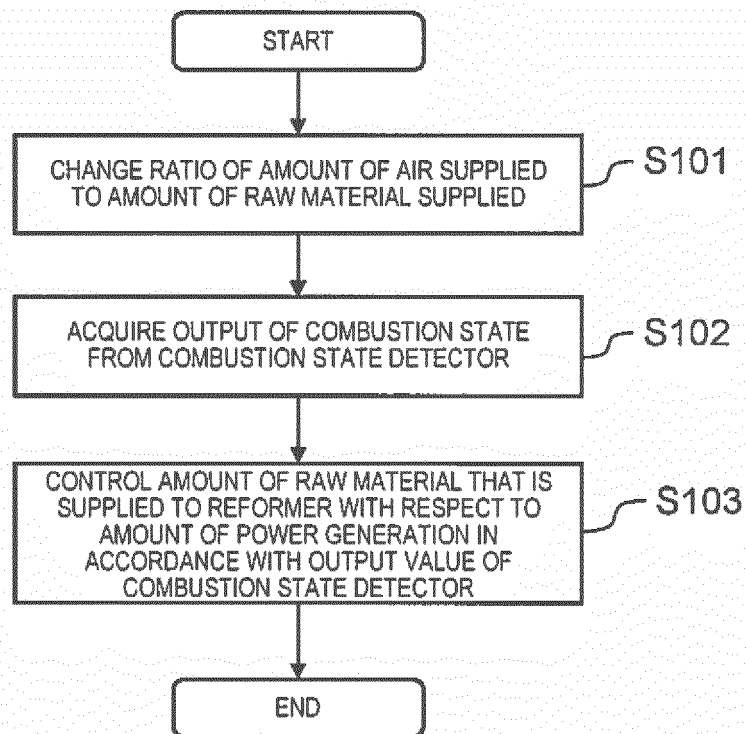 START
CHANGE RATIO OF AMOUNT OF AIR SUPPLIED
TO AMOUNT OF RAW MATERIAL SUPPLIED
S101
ACQUIRE OUTPUT OF COMBUSTION STATE
FROM COMBUSTION STATE DETECTOR
S102
CONTROL AMOUNT OF RAW MATERIAL THAT IS
SUPPLIED TO REFORMER WITH RESPECT TO
AMOUNT OF POWER GENERATION IN
ACCORDANCE WITH OUTPUT VALUE OF
COMBUSTION STATE DETECTOR
S103
END